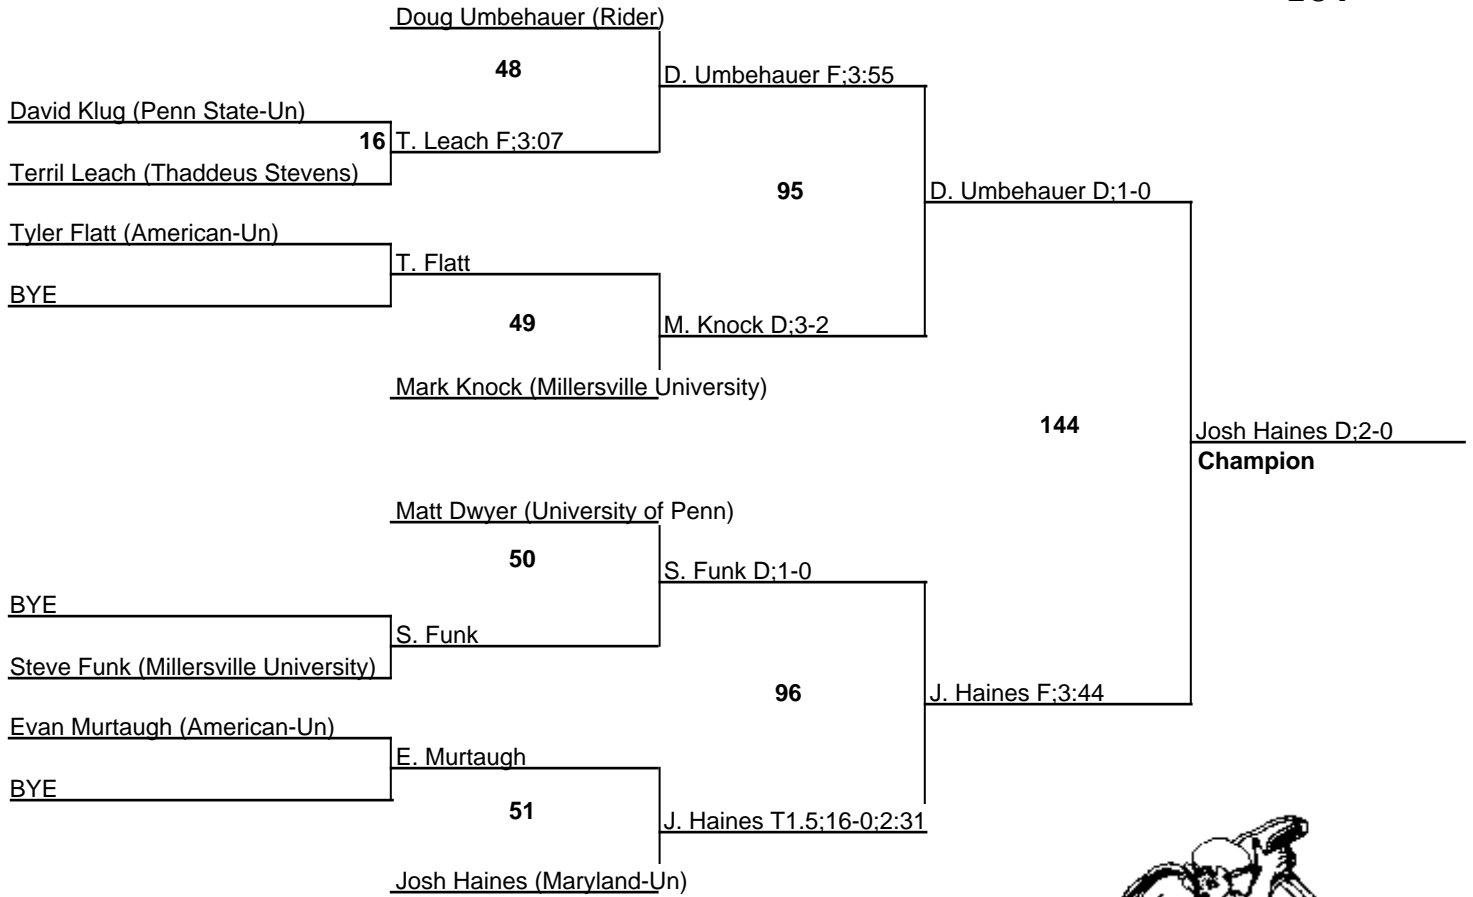 Doug Umbehauer (Rider)
48
D. Umbehauer F;3:55
David Klug (Penn State-Un)
16
T. Leach F;3:07
Terril Leach (Thaddeus Stevens)
95
D. Umbehauer D;1-0
Tyler Flatt (American-Un)
T. Flatt
BYE
49
M. Knock D;3-2
Mark Knock (Millersville University)
144
Josh Haines D;2-0
Champion
Matt Dwyer (University of Penn)
50
S. Funk D;1-0
BYE
S. Funk
Steve Funk (Millersville University)
96
J. Haines F;3:44
Evan Murtaugh (American-Un)
E. Murtaugh
BYE
51
J. Haines T1.5;16-0;2:31
Josh Haines (Maryland-Un)